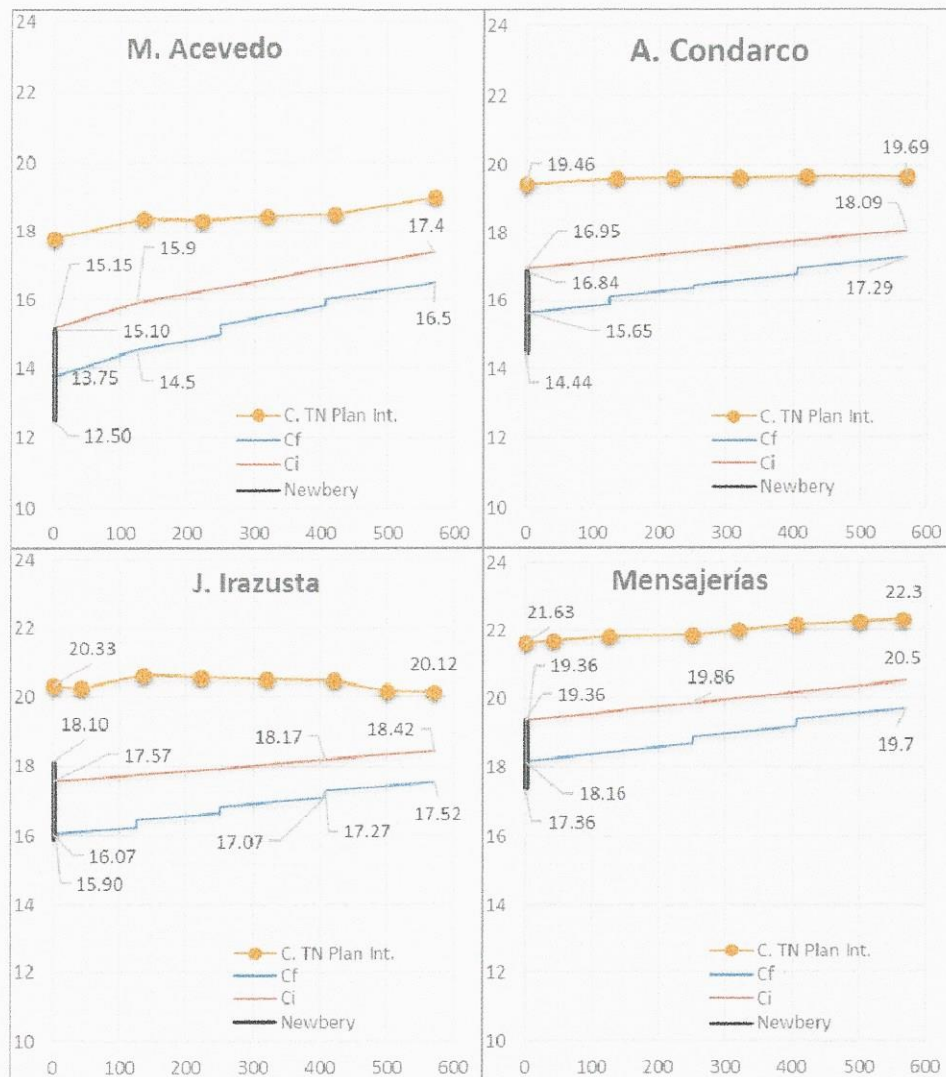 M. Acevedo
24
22
20
18
16
14
12
10
15.15
15.9
17.4
15.10
13.75
14.5
16.5
12.50
C. TN Plan Int.
Cf
Ci
Newbery
0 100 200 300 400 500 600
A. Condarco
24
22
20
18
16
14
12
10
19.46
19.69
16.95
18.09
16.84
15.65
17.29
14.44
C. TN Plan Int.
Cf
Ci
Newbery
0 100 200 300 400 500 600
J. Irazusta
24
22
20
18
16
14
12
10
20.33
20.12
18.10
17.57
18.17
18.42
16.07
17.07
17.27
17.52
15.90
C. TN Plan Int.
Cf
Ci
Newbery
0 100 200 300 400 500 600
Mensajerías
24
22
20
18
16
14
12
10
21.63
22.3
19.36
19.36
19.86
20.5
18.16
19.7
17.36
C. TN Plan Int.
Cf
Ci
Newbery
0 100 200 300 400 500 600